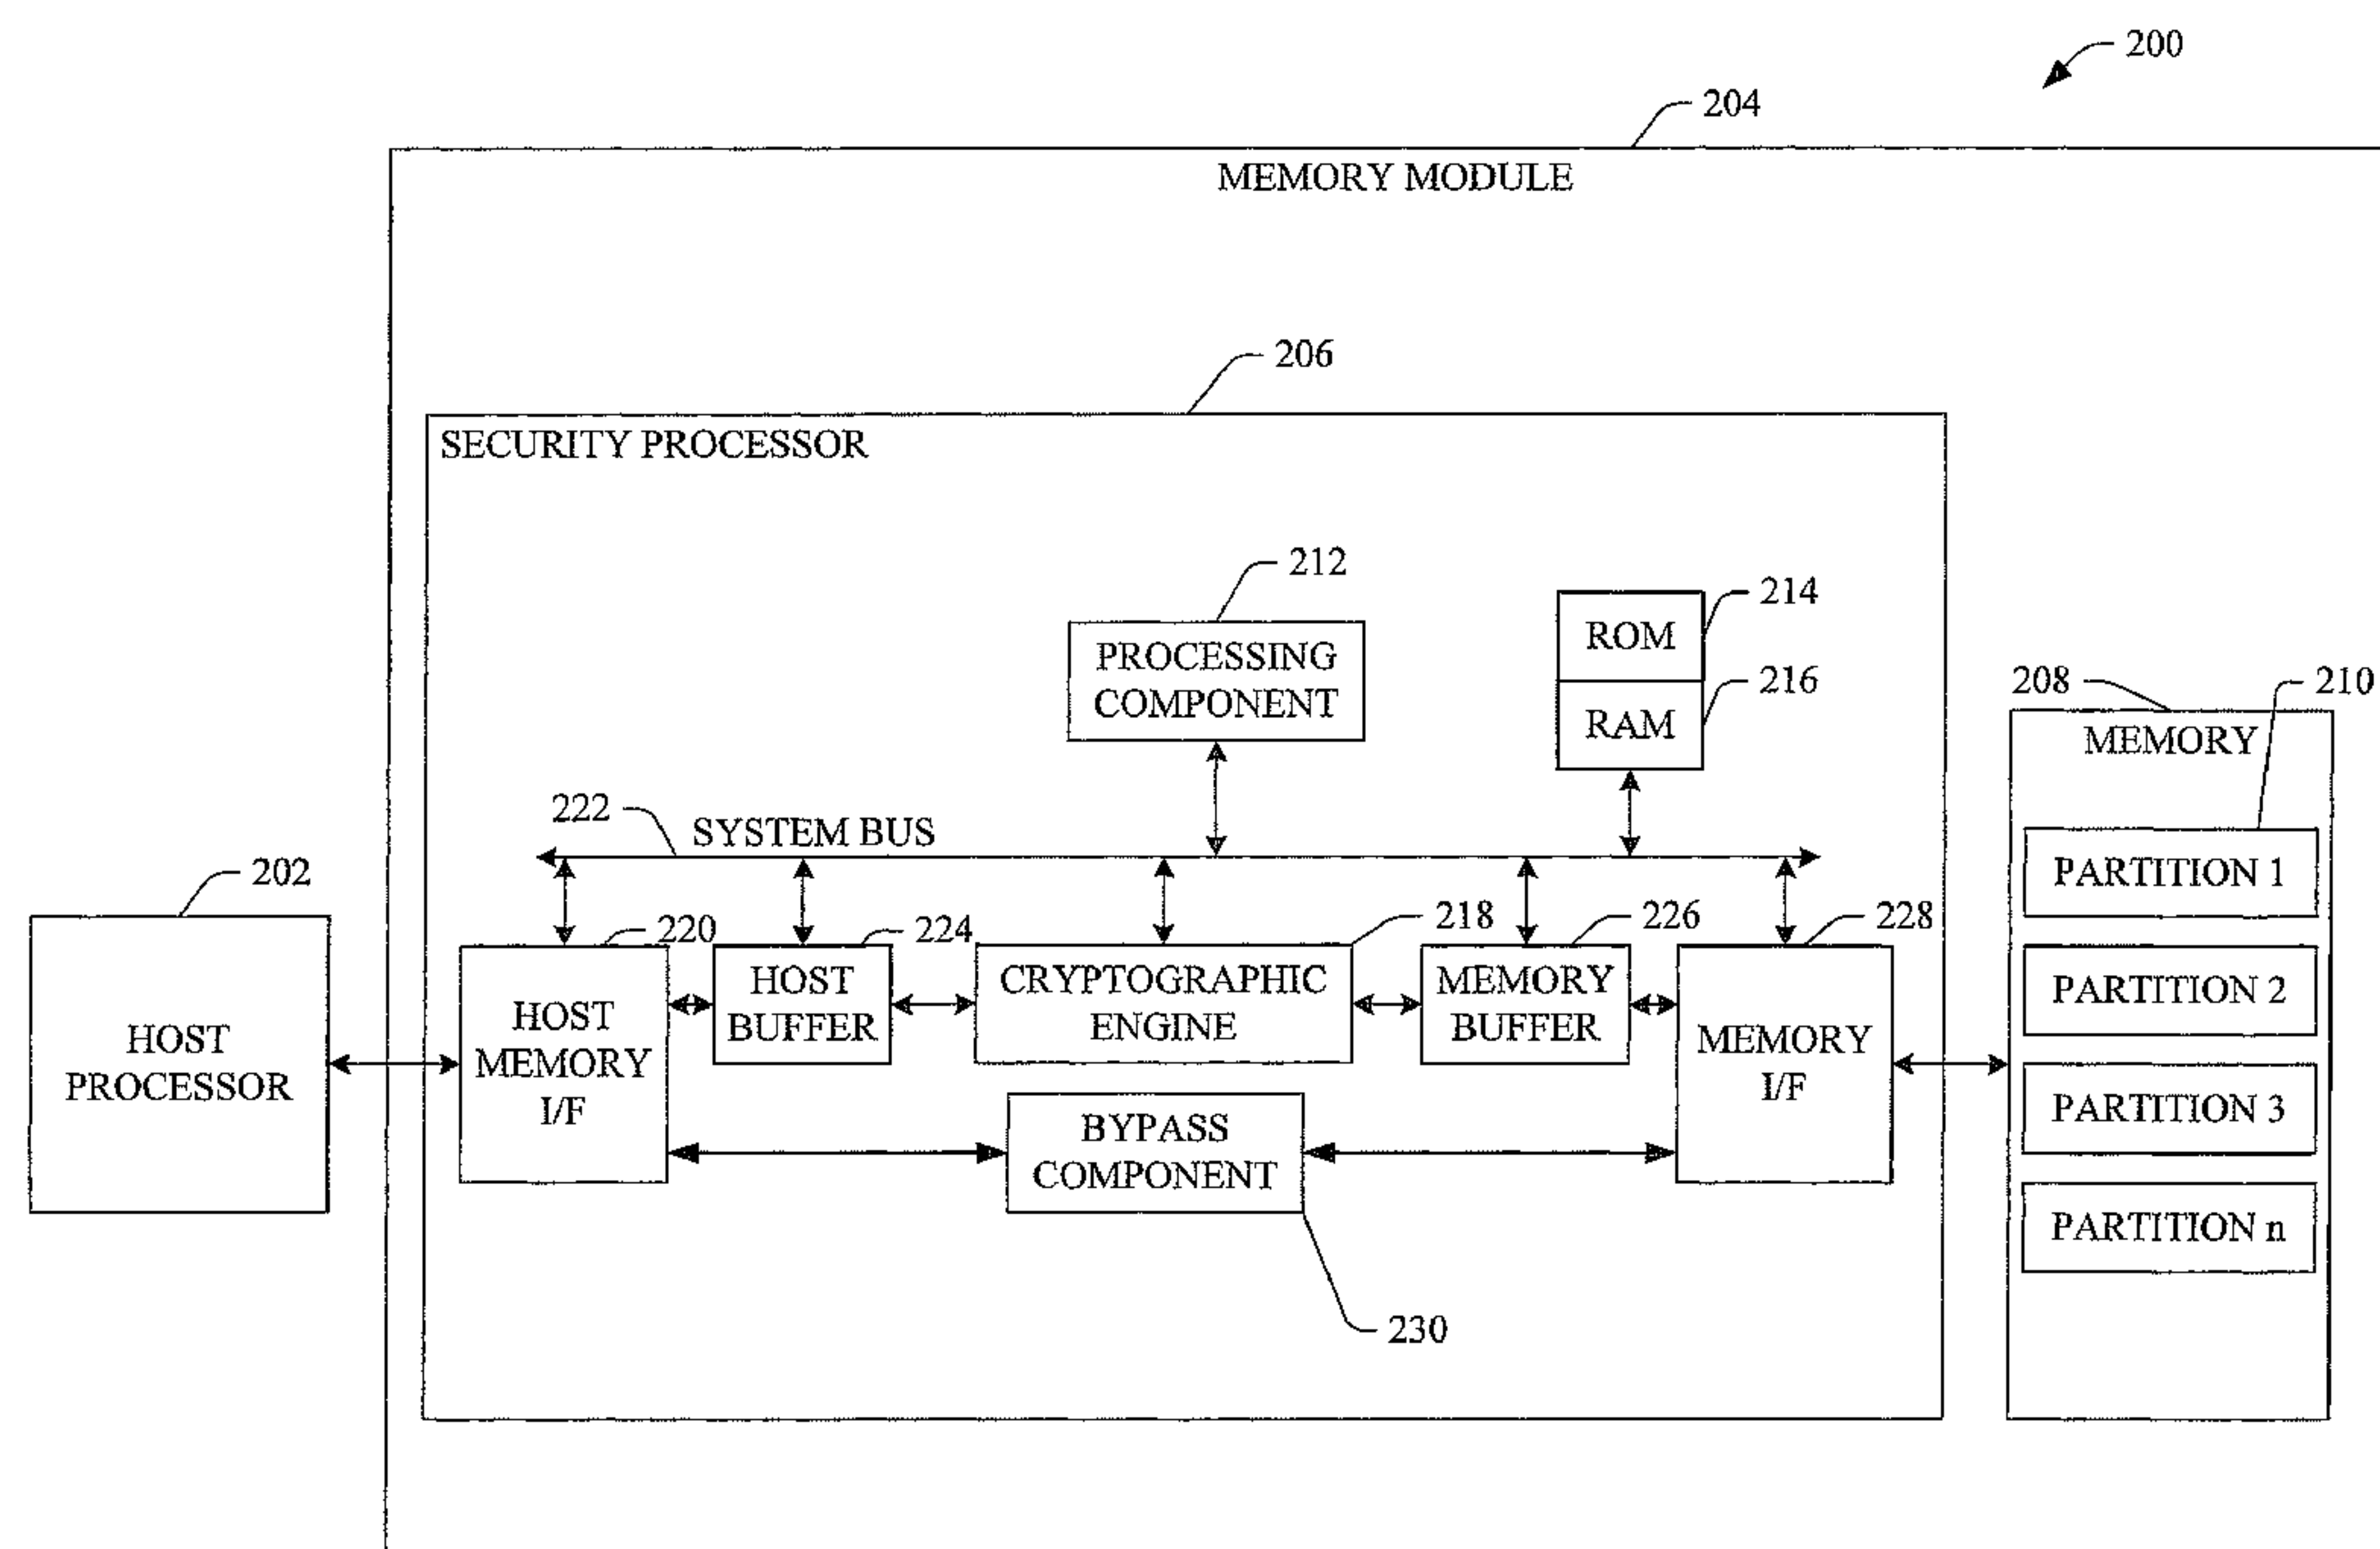 200
204
MEMORY MODULE
206
SECURITY PROCESSOR
212
PROCESSING
COMPONENT
214
ROM
216
RAM
208
210
MEMORY
222
SYSTEM BUS
PARTITION 1
PARTITION 2
PARTITION 3
PARTITION n
202
HOST
PROCESSOR
220
HOST
MEMORY
I/F
224
HOST
BUFFER
218
CRYPTOGRAPHIC
ENGINE
226
MEMORY
BUFFER
228
MEMORY
I/F
BYPASS
COMPONENT
230